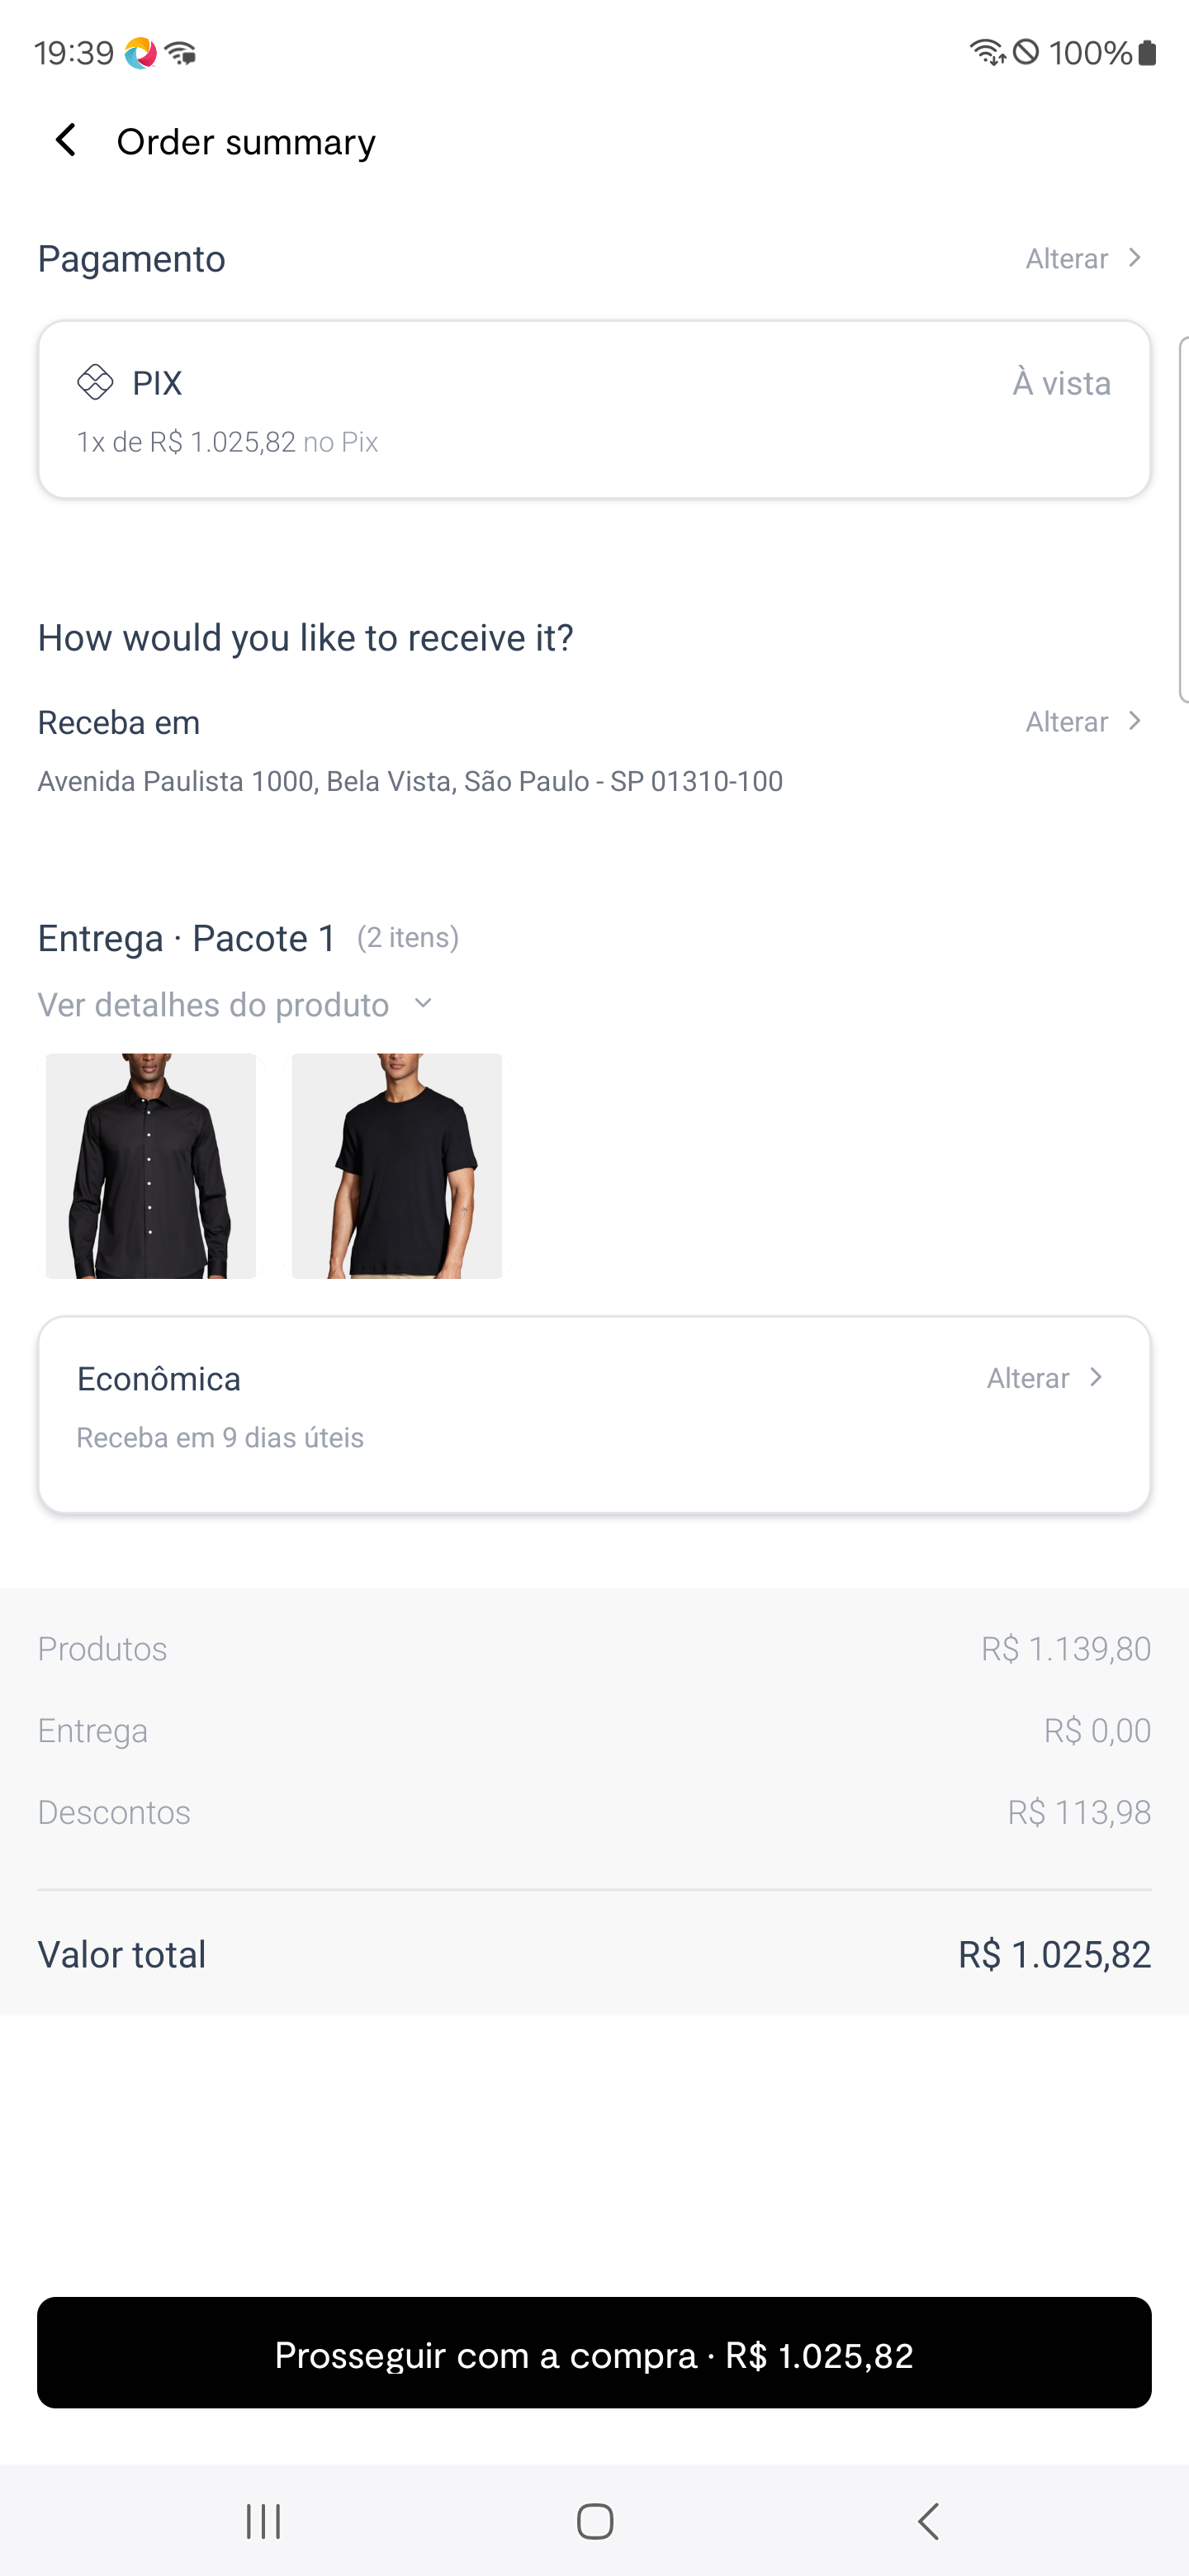 19:39
100%
Order summary
Pagamento
Alterar
PIX
À vista
1x de R$ 1.025,82 no Pix
How would you like to receive it?
Receba em
Alterar
Avenida Paulista 1000, Bela Vista, São Paulo - SP 01310-100
Entrega · Pacote 1 (2 itens)
Ver detalhes do produto
Econômica
Alterar
Receba em 9 dias úteis
Produtos
R$ 1.139,80
Entrega
R$ 0,00
Descontos
R$ 113,98
Valor total
R$ 1.025,82
Prosseguir com a compra · R$ 1.025,82